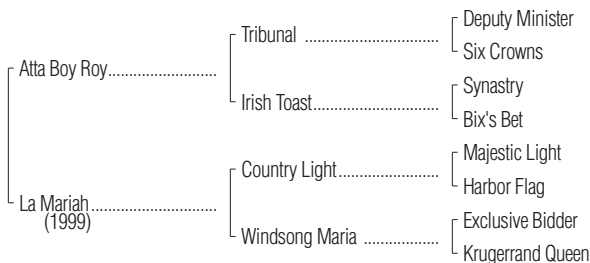 Deputy Minister
Tribunal ................................
Six Crowns
Atta Boy Roy..........................
Synastry
Irish Toast..............................
Bix's Bet
Majestic Light
Country Light........................
Harbor Flag
La Mariah ..............................
(1999)
Exclusive Bidder
Windsong Maria ..................
Krugerrand Queen